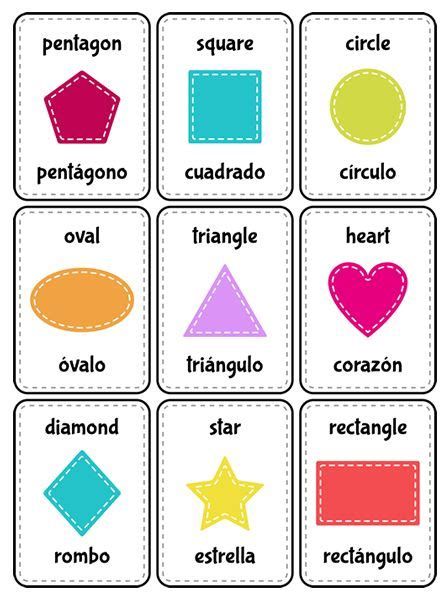 pentagon
pentágono
square
cuadrado
circle
círculo
oval
óvalo
triangle
triángulo
heart
corazón
diamond
rombo
star
estrella
rectangle
rectángulo